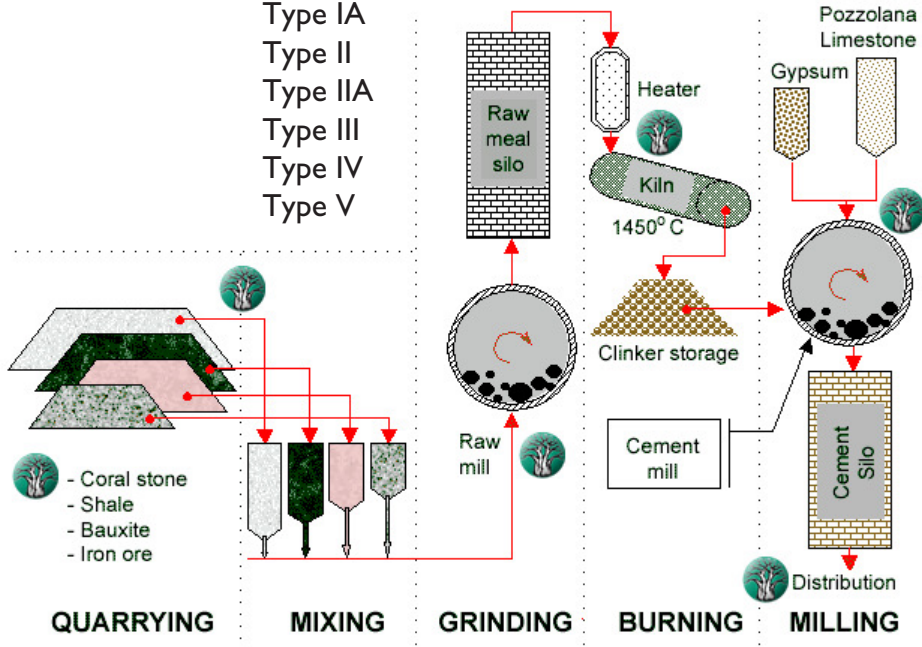 Type IA
Type II
Type IIA
Type III
Type IV
Type V
Raw
meal
silo
Heater
Kiln
1450° C
Pozzolana
Limestone
Gypsum
Clinker storage
Raw
mill
Cement
mill
Cement
Silo
Distribution
- Coral stone
- Shale
- Bauxite
- Iron ore
QUARRYING
MIXING
GRINDING
BURNING
MILLING